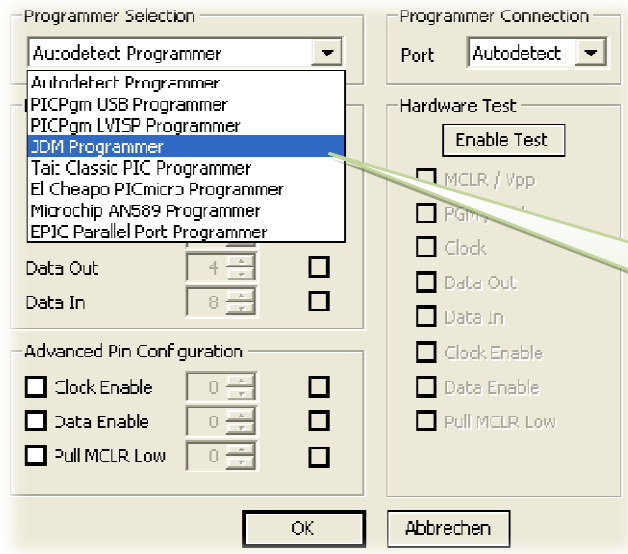 Programmer Selection
Autodetect Programmer
Autodetect Programmer
PICPgm USB Programmer
PICPgm LVISP Programmer
JDM Programmer
Tait Classic PIC Programmer
El Cheapo PICmicro Programmer
Microchip AN589 Programmer
EPIC Parallel Port Programmer
Data Out 4
Data In 8
Advanced Pin Configuration
Clock Enable 0
Data Enable 0
Pull MCLR Low 0
Programmer Connection
Port Autodetect
Hardware Test
Enable Test
MCLR / Vpp
PGM /
Clock
Data Out
Data In
Clock Enable
Data Enable
Pull MCLR Low
OK
Abbrechen